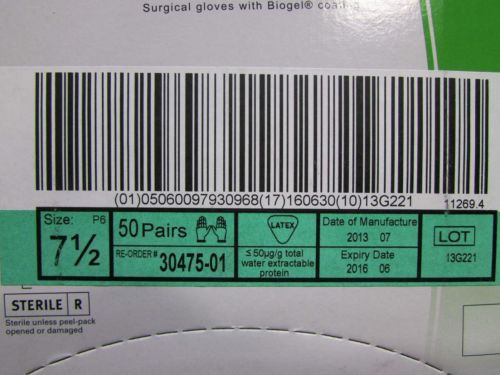 Surgical gloves with Biogel® coating
(01)05060097930968(17)160630(10)13G221
11269.4
Size: P6
7½
50 Pairs
RE-ORDER # 30475-01
LATEX
≤50µg/g total
water extractable
protein
Date of Manufacture
2013 07
Expiry Date
2016 06
LOT
13G221
STERILE R
Sterile unless peel-pack
opened or damaged